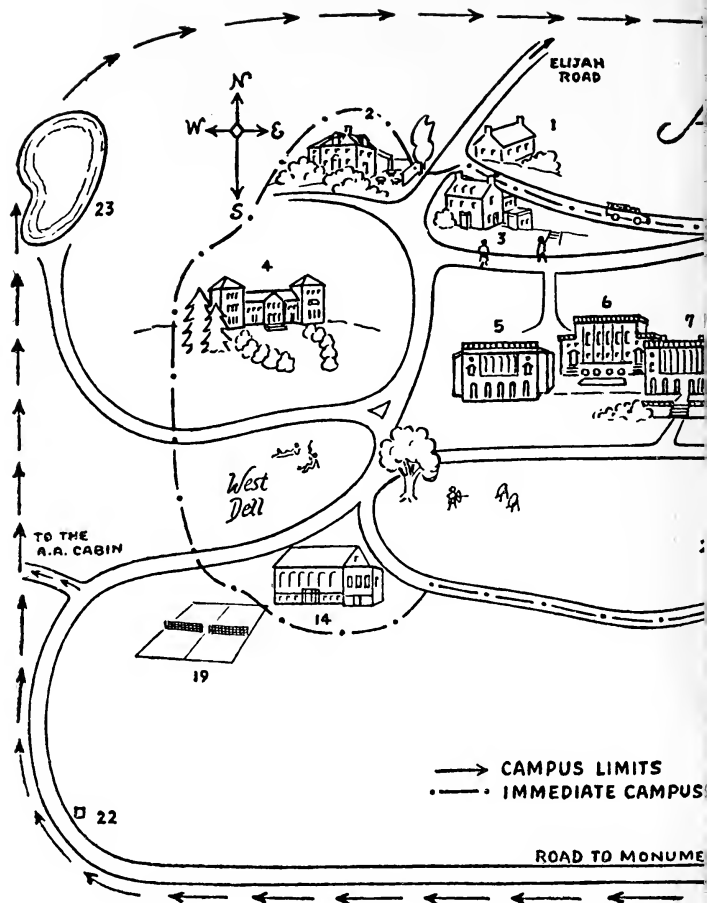 ELIJAH
ROAD
N
W
E
S
2
1
3
23
4
5
6
7
West
Dell
TO THE
A.A. CABIN
14
19
22
CAMPUS LIMITS
IMMEDIATE CAMPUS
ROAD TO MONUME